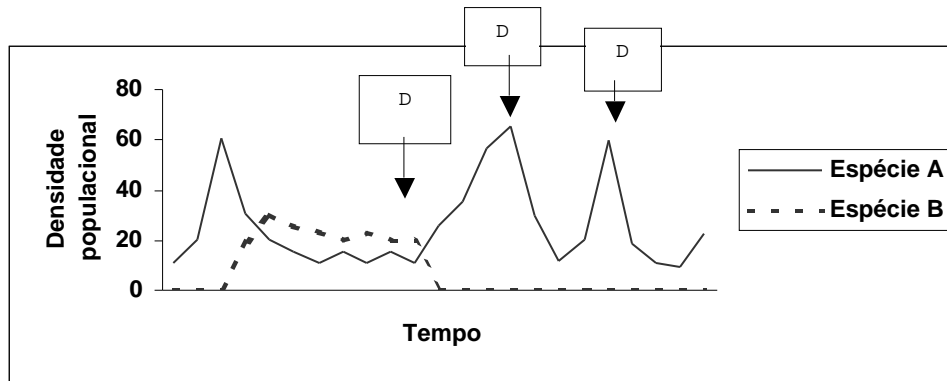 D
D
D
80
60
40
20
0
Densidade
populacional
Tempo
Espécie A
Espécie B